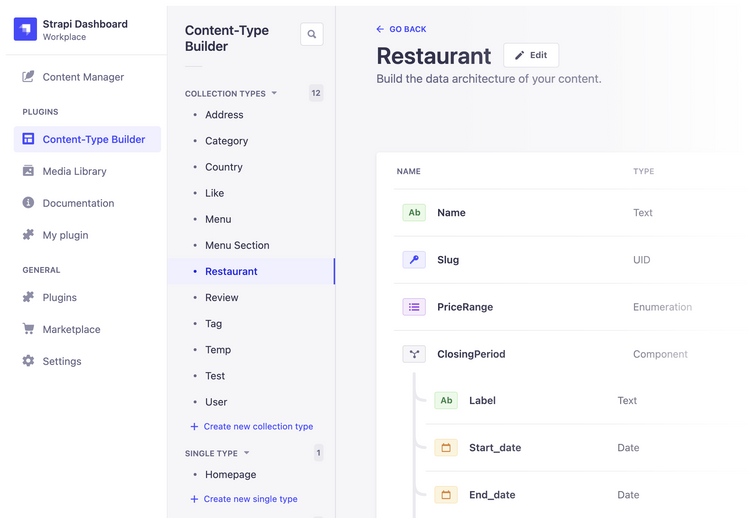 Strapi Dashboard
Workplace
Content Manager
PLUGINS
Content-Type Builder
Media Library
Documentation
My plugin
GENERAL
Plugins
Marketplace
Settings
Content-Type
Builder
COLLECTION TYPES 12
Address
Category
Country
Like
Menu
Menu Section
Restaurant
Review
Tag
Temp
Test
User
+ Create new collection type
SINGLE TYPE 1
Homepage
+ Create new single type
← GO BACK
Restaurant Edit
Build the data architecture of your content.
NAME TYPE
Ab Name Text
Slug UID
PriceRange Enumeration
ClosingPeriod Component
Ab Label Text
Start_date Date
End_date Date